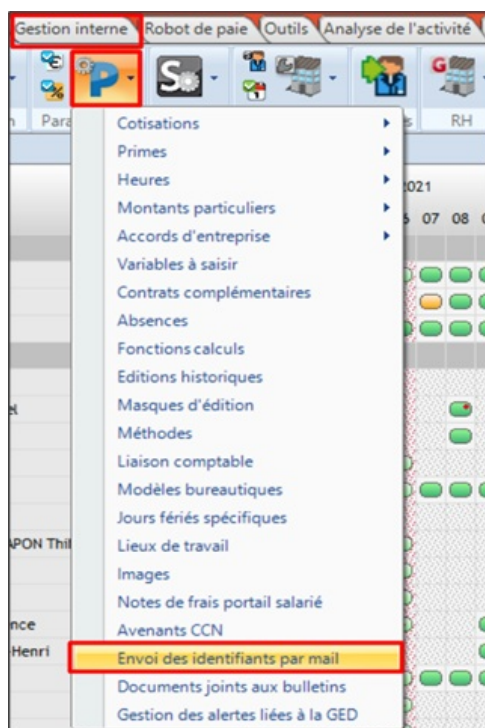 Gestion interne Robot de paie Outils Analyse de l'activité
P S G
Para RH
Cotisations
2021
Primes
Heures
07 08
Montants particuliers
Accords d'entreprise
Variables à saisir
Contrats complémentaires
Absences
Fonctions calculs
Editions historiques
Masques d'édition
Méthodes
Liaison comptable
Modèles bureautiques
Jours fériés spécifiques
Lieux de travail
Images
Notes de frais portail salarié
nce
Avenants CCN
Henri
Envoi des identifiants par mail
Documents joints aux bulletins
Gestion des alertes liées à la GED